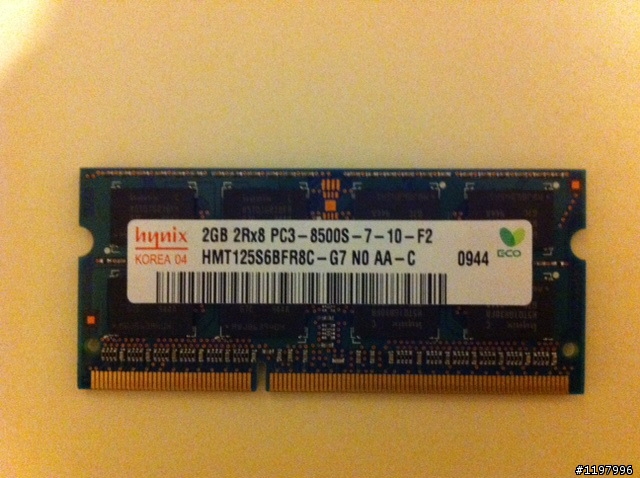 hynix
KOREA 04
2GB 2Rx8 PC3-8500S-7-10-F2
HMT125S6BFR8C-G7 N0 AA-C
0944
ECO
#1197996